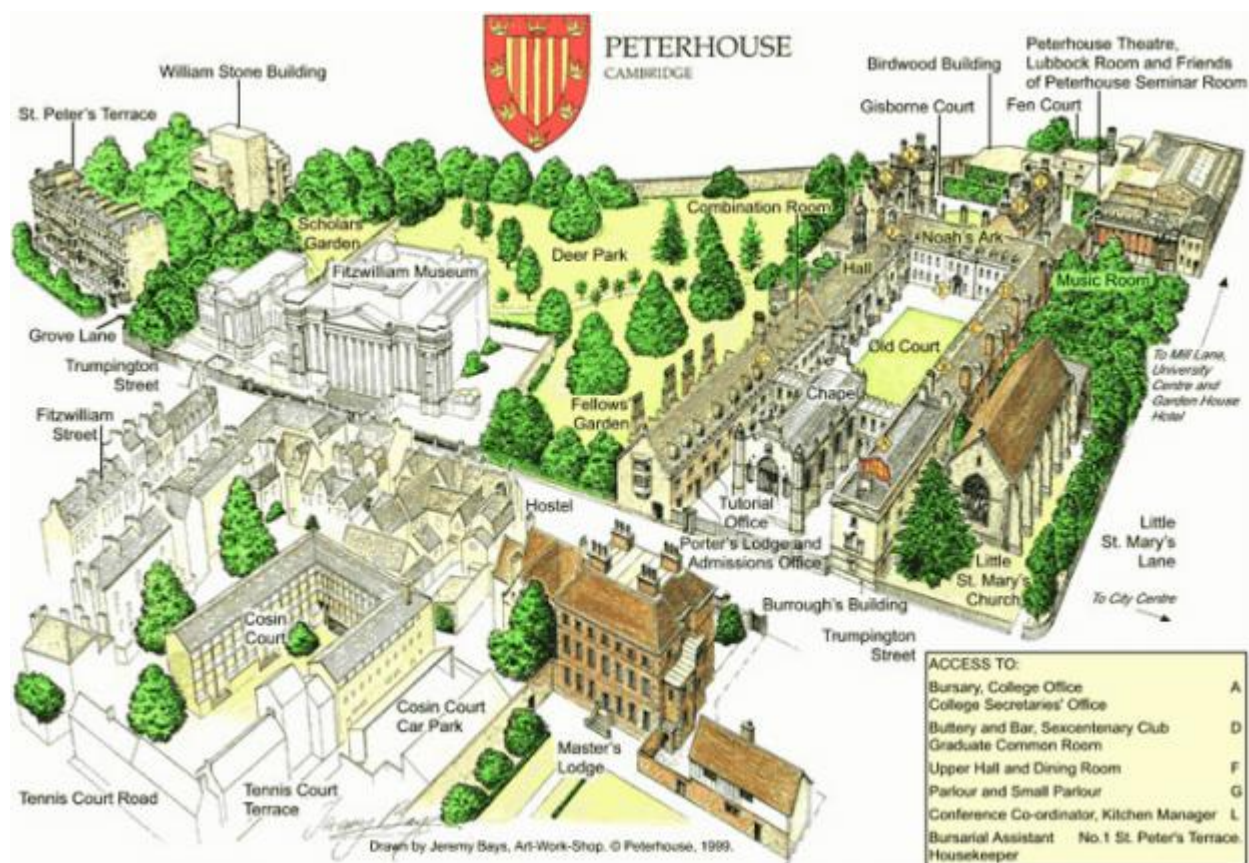 PETERHOUSE
CAMBRIDGE
William Stone Building
St. Peter's Terrace
Birdwood Building
Gisborne Court
Peterhouse Theatre,
Lubbock Room and Friends
of Peterhouse Seminar Room
Fen Court
Scholars'
Garden
Fitzwilliam Museum
Deer Park
Combination Room
Noah's Ark
Hall
Music Room
Grove Lane
Trumpington
Street
Fitzwilliam
Street
Old Court
Chapel
Fellows'
Garden
To Mill Lane,
University
Centre and
Garden House
Hotel
Hostel
Tutorial
Office
Porter's Lodge and
Admissions Office
Little
St. Mary's
Lane
Little
St. Mary's
Church
To City Centre
Burrough's Building
Trumpington
Street
Cosin
Court
Cosin Court
Car Park
Master's
Lodge
Tennis Court Road
Tennis Court
Terrace
Jeremy Bays
Drawn by Jeremy Bays, Art-Work-Shop. © Peterhouse, 1999.
ACCESS TO:
Bursary, College Office A
College Secretaries' Office
Buttery and Bar, Sexcentenary Club D
Graduate Common Room
Upper Hall and Dining Room F
Parlour and Small Parlour G
Conference Co-ordinator, Kitchen Manager L
Bursarial Assistant No.1 St. Peter's Terrace
Housekeeper